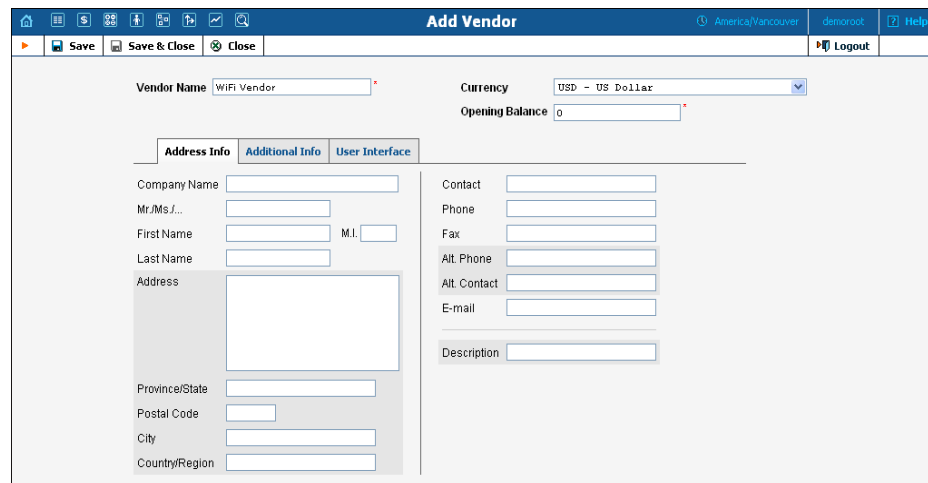 Add Vendor
America/Vancouver
demoroot
[?] Help
Save
Save & Close
Close
Logout
Vendor Name WiFi Vendor *
Currency USD - US Dollar
Opening Balance 0 *
Address Info Additional Info User Interface
Company Name
Mr./Ms./...
First Name M.I.
Last Name
Address
Province/State
Postal Code
City
Country/Region
Contact
Phone
Fax
Alt. Phone
Alt. Contact
E-mail
Description